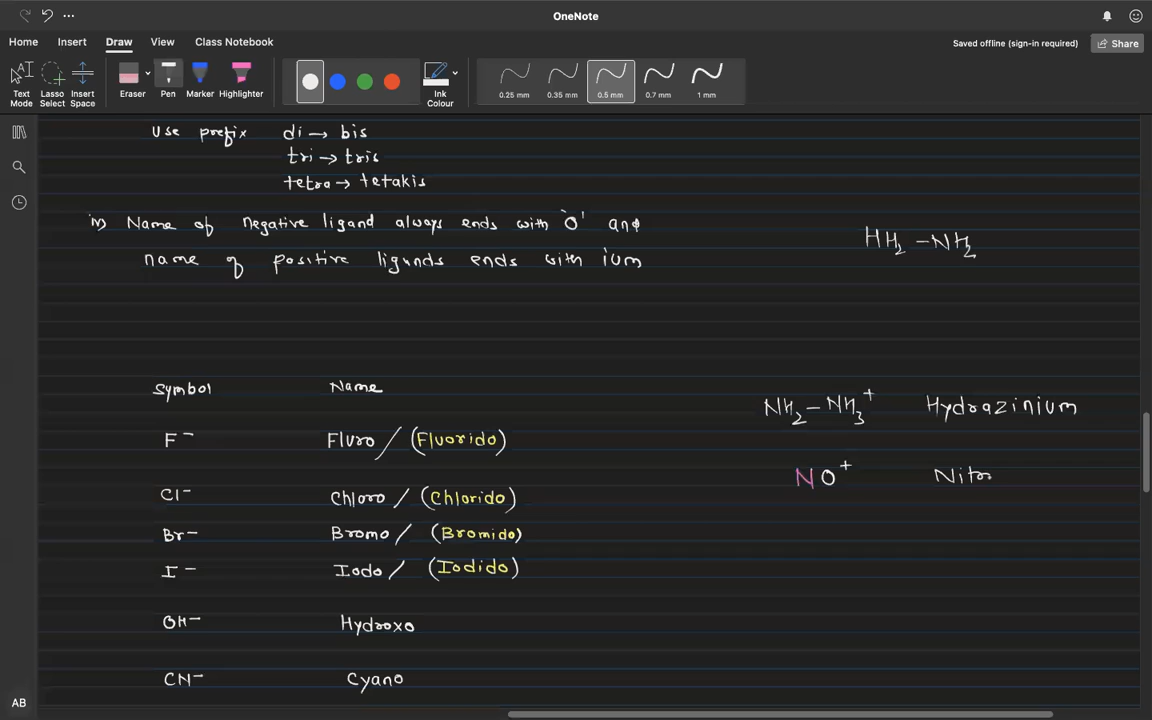 OneNote
Home Insert Draw View Class Notebook
Saved offline (sign-in required) Share
Text Mode
Lasso Select
Insert Space
Eraser
Pen
Marker
Highlighter
Ink Colour
0.25 mm 0.35 mm 0.5 mm 0.7 mm 1 mm
Use prefix di → bis
tri → tris
tetra → tetakis
iv) Name of negative ligand always ends with 'O' and
name of positive ligands ends with ium
HH₂ – NH₂
Symbol Name
F⁻ Fluro / (Fluorido)
Cl⁻ Chloro / (Chlorido)
Br⁻ Bromo / (Bromido)
I⁻ Iodo / (Iodido)
OH⁻ Hydroxo
CN⁻ Cyano
NH₂ – NH₃⁺ Hydrazinium
NO⁺ Nitro
AB